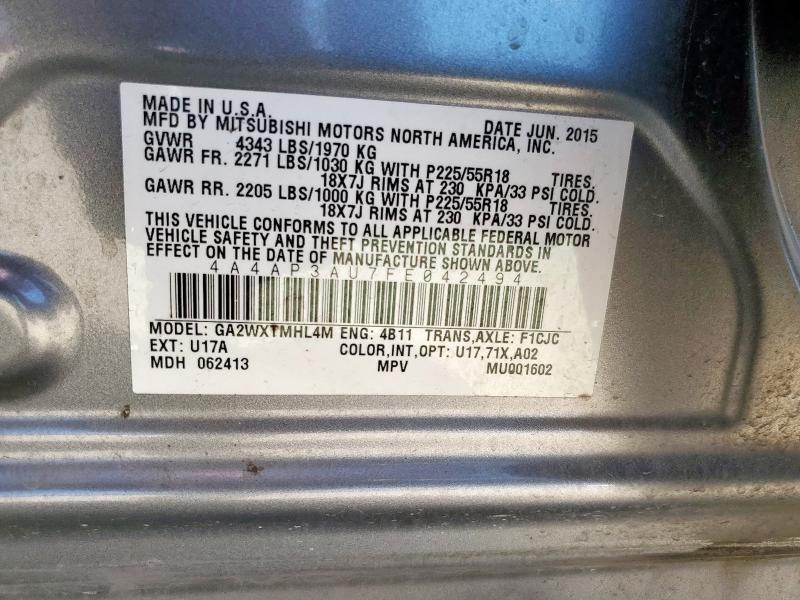 MADE IN U.S.A. DATE JUN. 2015
MFD BY MITSUBISHI MOTORS NORTH AMERICA, INC.
GVWR 4343 LBS/1970 KG
GAWR FR. 2271 LBS/1030 KG WITH P225/55R18 TIRES.
18X7J RIMS AT 230 KPA/33 PSI COLD.
GAWR RR. 2205 LBS/1000 KG WITH P225/55R18 TIRES.
18X7J RIMS AT 230 KPA/33 PSI COLD.
THIS VEHICLE CONFORMS TO ALL APPLICABLE FEDERAL MOTOR
VEHICLE SAFETY AND THEFT PREVENTION STANDARDS IN
EFFECT ON THE DATE OF MANUFACTURE SHOWN ABOVE.
4A4AP3AU7FE042494
MODEL: GA2WXTMHL4M ENG: 4B11 TRANS,AXLE: F1CJC
EXT: U17A COLOR,INT,OPT: U17,71X,A02
MDH 062413 MPV MU001602